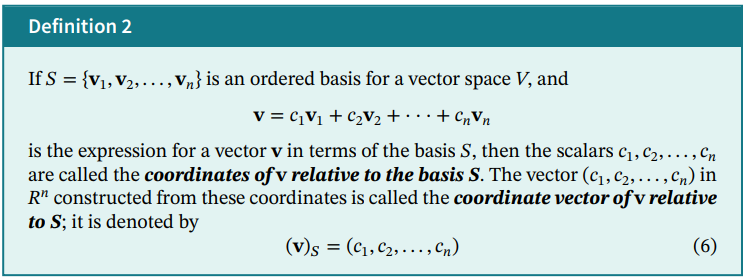 Definition 2
If S = {v₁, v₂, . . . , vₙ} is an ordered basis for a vector space V, and
v = c₁v₁ + c₂v₂ + · · · + cₙvₙ
is the expression for a vector v in terms of the basis S, then the scalars c₁, c₂, . . . , cₙ
are called the coordinates of v relative to the basis S. The vector (c₁, c₂, . . . , cₙ) in
Rⁿ constructed from these coordinates is called the coordinate vector of v relative
to S; it is denoted by
(v)ₛ = (c₁, c₂, . . . , cₙ) (6)